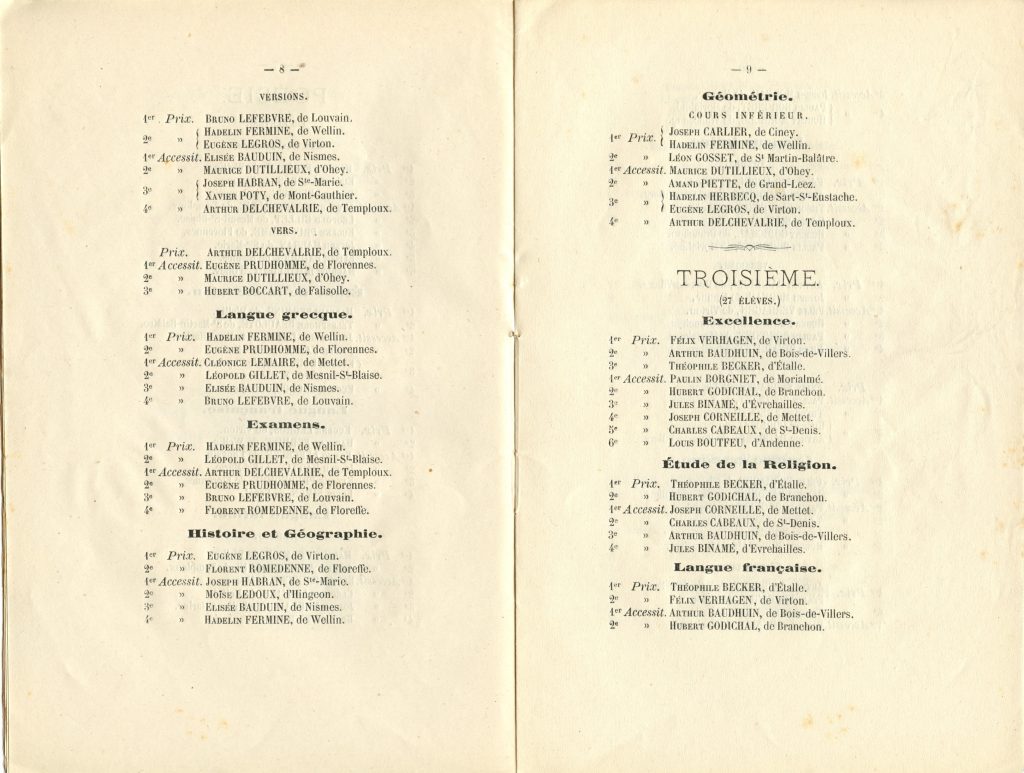 — 8 —
VERSIONS.
1er Prix. BRUNO LEFEBVRE, de Louvain.
2e » HADELIN FERMINE, de Wellin.
EUGÈNE LEGROS, de Virton.
1er Accessit. ELISÉE BAUDUIN, de Nismes.
2e » MAURICE DUTILLIEUX, d'Ohey.
3e » JOSEPH HABRAN, de Ste-Marie.
XAVIER POTY, de Mont-Gauthier.
4e » ARTHUR DELCHEVALRIE, de Temploux.
VERS.
Prix. ARTHUR DELCHEVALRIE, de Temploux.
1er Accessit. EUGÈNE PRUDHOMME, de Florennes.
2e » MAURICE DUTILLIEUX, d'Ohey.
3e » HUBERT BOCCART, de Falisolle.
Langue grecque.
1er Prix. HADELIN FERMINE, de Wellin.
2e » EUGÈNE PRUDHOMME, de Florennes.
1er Accessit. CLÉONICE LEMAIRE, de Mettet.
2e » LÉOPOLD GILLET, de Mesnil-St-Blaise.
3e » ELISÉE BAUDUIN, de Nismes.
4e » BRUNO LEFEBVRE, de Louvain.
Examens.
1er Prix. HADELIN FERMINE, de Wellin.
2e » LÉOPOLD GILLET, de Mesnil-St-Blaise.
1er Accessit. ARTHUR DELCHEVALRIE, de Temploux.
2e » EUGÈNE PRUDHOMME, de Florennes.
3e » BRUNO LEFEBVRE, de Louvain.
4e » FLORENT ROMEDENNE, de Floreffe.
Histoire et Géographie.
1er Prix. EUGÈNE LEGROS, de Virton.
2e » FLORENT ROMEDENNE, de Floreffe.
1er Accessit. JOSEPH HABRAN, de Ste-Marie.
2e » MOÏSE LEDOUX, d'Hingeon.
3e » ELISÉE BAUDUIN, de Nismes.
4e » HADELIN FERMINE, de Wellin.
— 9 —
Géométrie.
COURS INFÉRIEUR.
1er Prix. JOSEPH CARLIER, de Ciney.
HADELIN FERMINE, de Wellin.
2e » LÉON GOSSET, de St Martin-Balâtre.
1er Accessit. MAURICE DUTILLIEUX, d'Ohey.
2e » AMAND PIETTE, de Grand-Leez.
3e » HADELIN HERBECQ, de Sart-St-Eustache.
EUGÈNE LEGROS, de Virton.
4e » ARTHUR DELCHEVALRIE, de Temploux.
TROISIÈME.
(27 ÉLÈVES.)
Excellence.
1er Prix. FÉLIX VERHAGEN, de Virton.
2e » ARTHUR BAUDHUIN, de Bois-de-Villers.
3e » THÉOPHILE BECKER, d'Étalle.
1er Accessit. PAULIN BORGNIET, de Morialmé.
2e » HUBERT GODICHAL, de Branchon.
3e » JULES BINAMÉ, d'Évrehailles.
4e » JOSEPH CORNEILLE, de Mettet.
5e » CHARLES CABEAUX, de St-Denis.
6e » LOUIS BOUTFEU, d'Andenne.
Étude de la Religion.
1er Prix. THÉOPHILE BECKER, d'Étalle.
2e » HUBERT GODICHAL, de Branchon.
1er Accessit. JOSEPH CORNEILLE, de Mettet.
2e » CHARLES CABEAUX, de St-Denis.
3e » ARTHUR BAUDHUIN, de Bois-de-Villers.
4e » JULES BINAMÉ, d'Evrehailles.
Langue française.
1er Prix. THÉOPHILE BECKER, d'Étalle.
2e » FÉLIX VERHAGEN, de Virton.
1er Accessit. ARTHUR BAUDHUIN, de Bois-de-Villers.
2e » HUBERT GODICHAL, de Branchon.